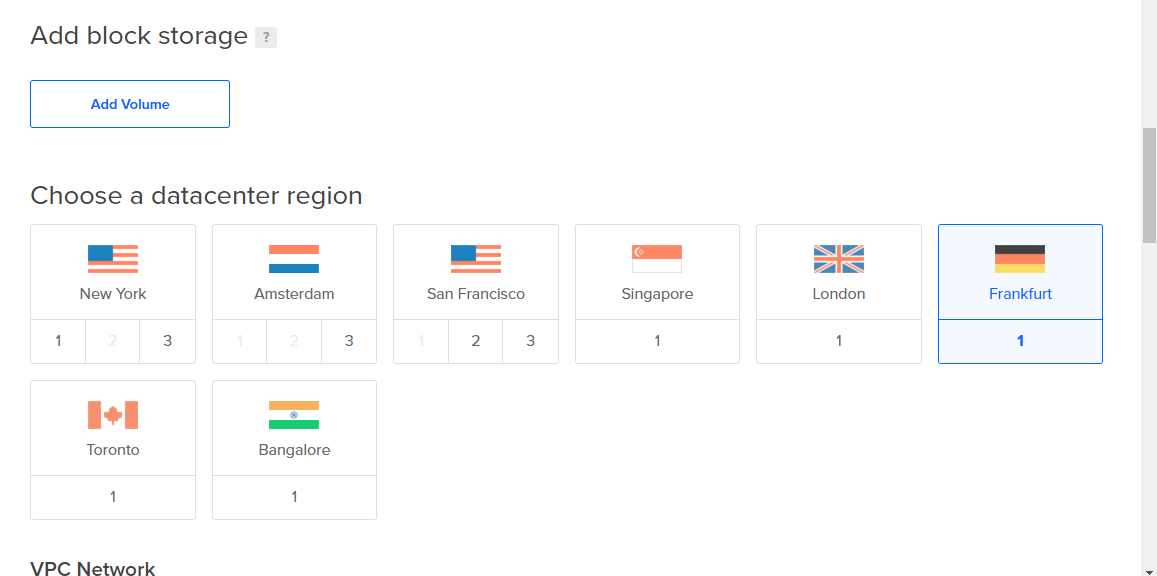 Add block storage ?
Add Volume
Choose a datacenter region
New York Amsterdam San Francisco Singapore London Frankfurt
1 2 3 1 2 3 1 2 3 1 1 1
Toronto Bangalore
1 1
VPC Network